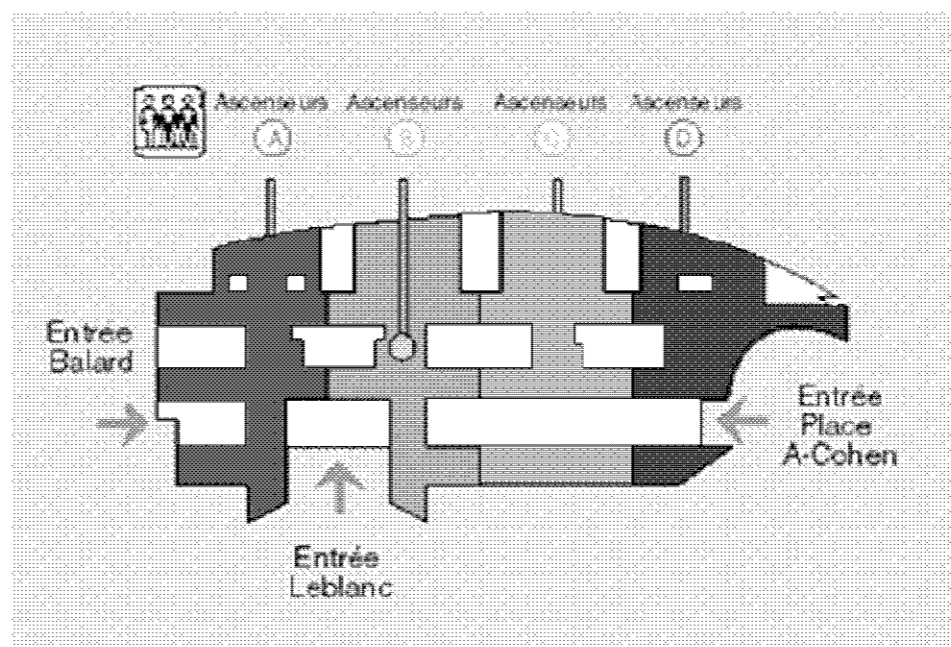 Ascenseurs Ascenseurs Ascenseurs Ascenseurs
A B C D
Entrée
Balard
Entrée
Place
A-Cohen
Entrée
Leblanc